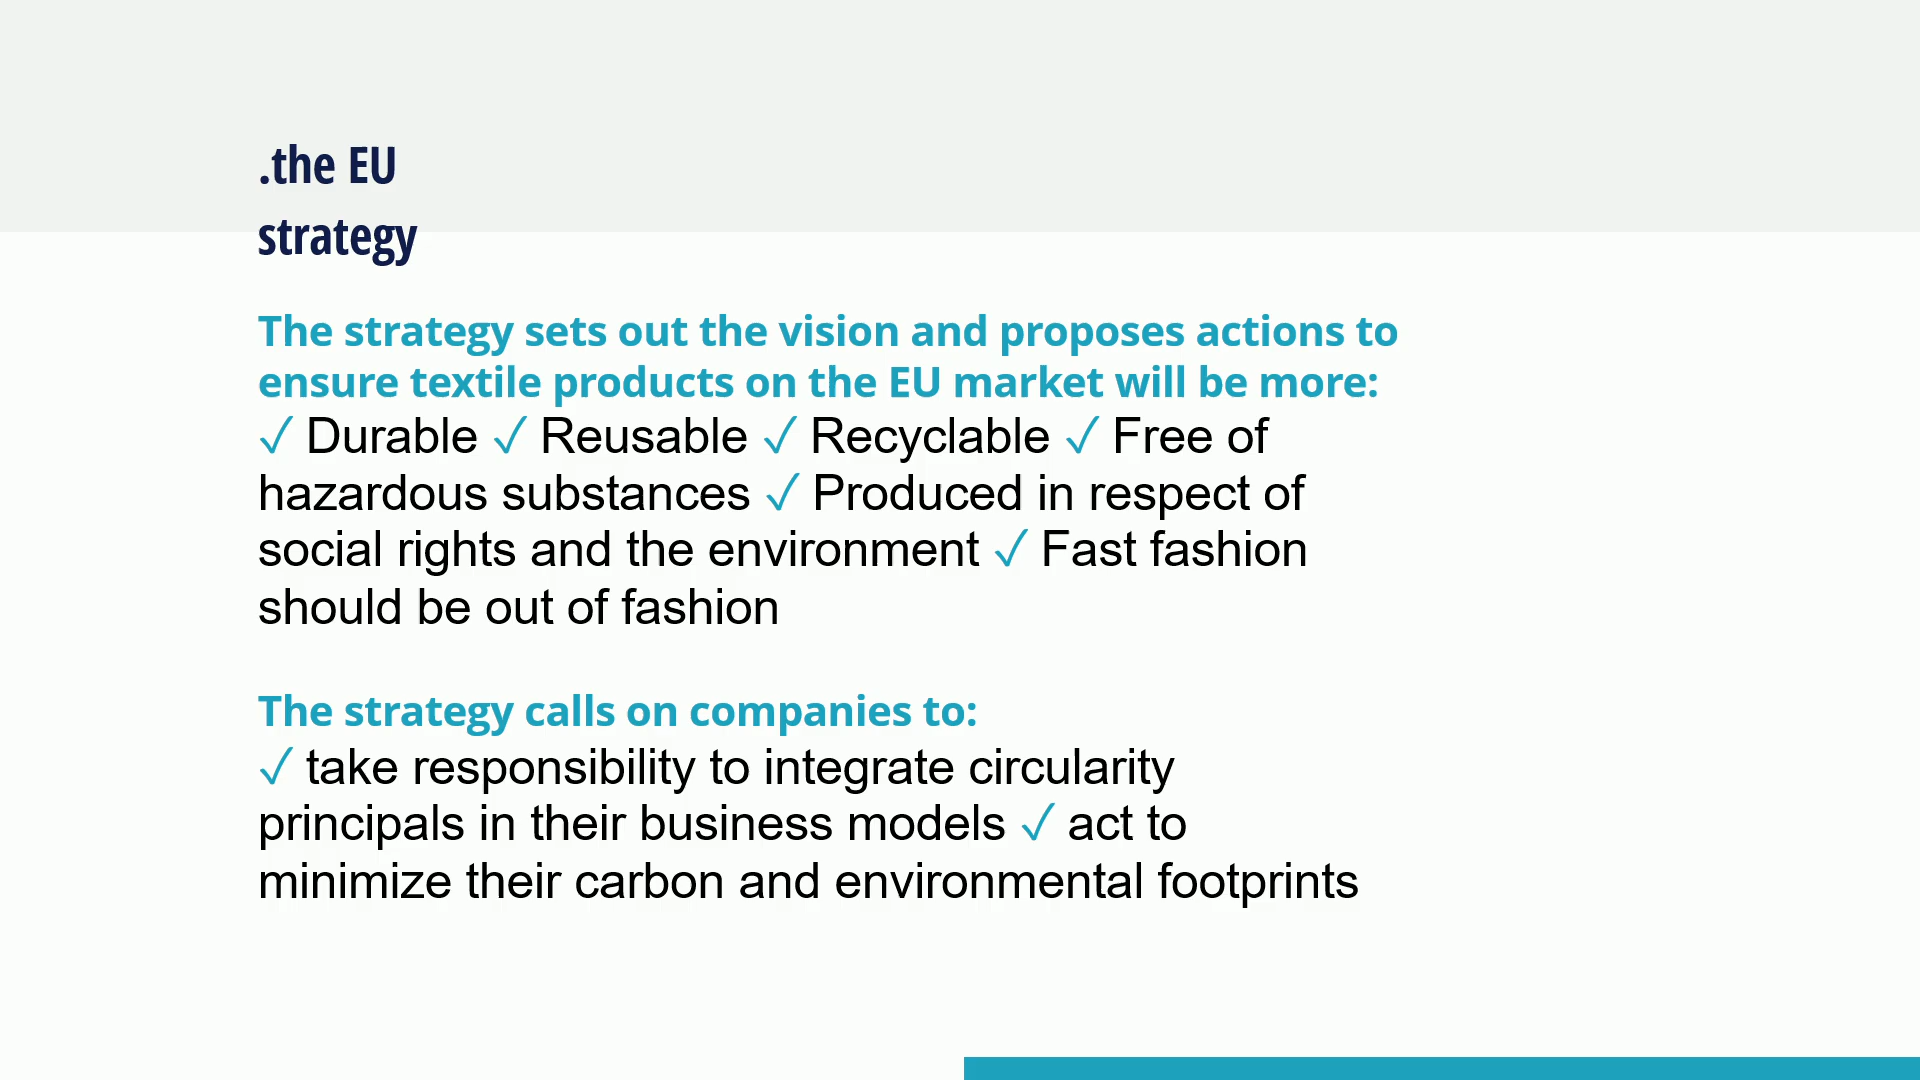 .the EU
strategy
The strategy sets out the vision and proposes actions to
ensure textile products on the EU market will be more:
✓ Durable ✓ Reusable ✓ Recyclable ✓ Free of
hazardous substances ✓ Produced in respect of
social rights and the environment ✓ Fast fashion
should be out of fashion
The strategy calls on companies to:
✓ take responsibility to integrate circularity
principals in their business models ✓ act to
minimize their carbon and environmental footprints